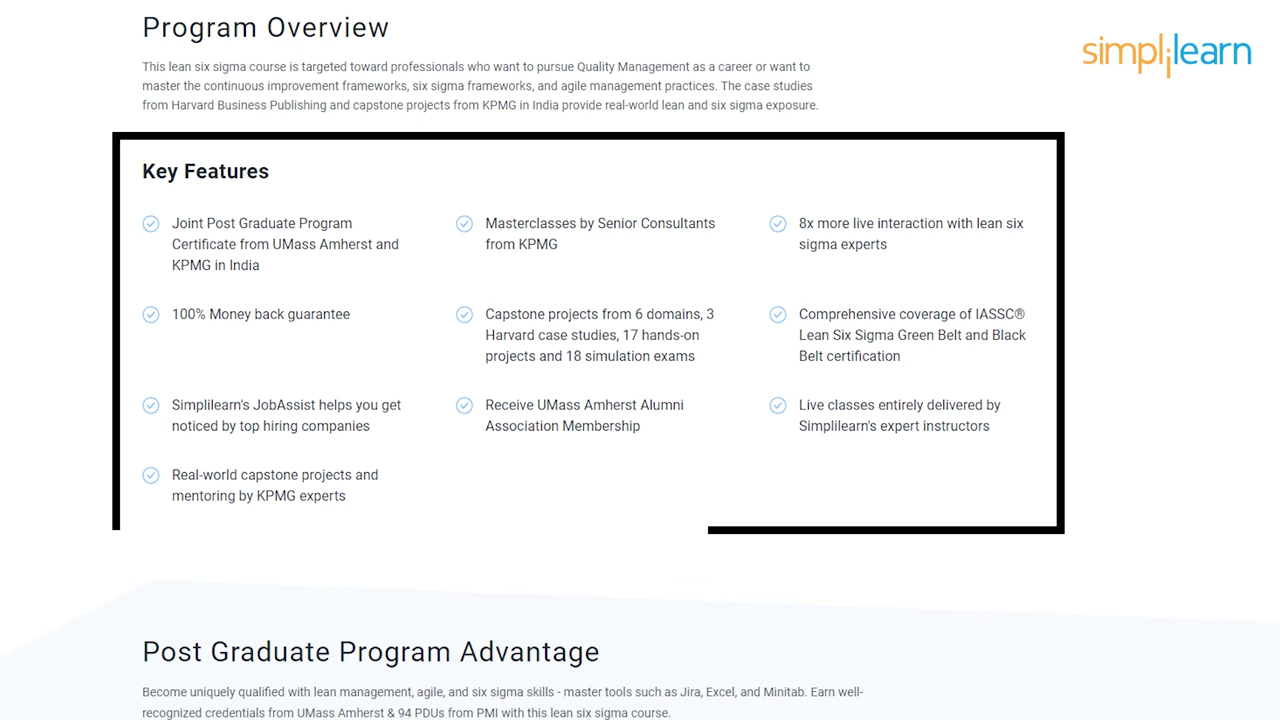 Program Overview
simplilearn
This lean six sigma course is targeted toward professionals who want to pursue Quality Management as a career or want to
master the continuous improvement frameworks, six sigma frameworks, and agile management practices. The case studies
from Harvard Business Publishing and capstone projects from KPMG in India provide real-world lean and six sigma exposure.
Key Features
Joint Post Graduate Program
Certificate from UMass Amherst and
KPMG in India
Masterclasses by Senior Consultants
from KPMG
8x more live interaction with lean six
sigma experts
100% Money back guarantee
Capstone projects from 6 domains, 3
Harvard case studies, 17 hands-on
projects and 18 simulation exams
Comprehensive coverage of IASSC®
Lean Six Sigma Green Belt and Black
Belt certification
Simplilearn's JobAssist helps you get
noticed by top hiring companies
Receive UMass Amherst Alumni
Association Membership
Live classes entirely delivered by
Simplilearn's expert instructors
Real-world capstone projects and
mentoring by KPMG experts
Post Graduate Program Advantage
Become uniquely qualified with lean management, agile, and six sigma skills - master tools such as Jira, Excel, and Minitab. Earn well-
recognized credentials from UMass Amherst & 94 PDUs from PMI with this lean six sigma course.